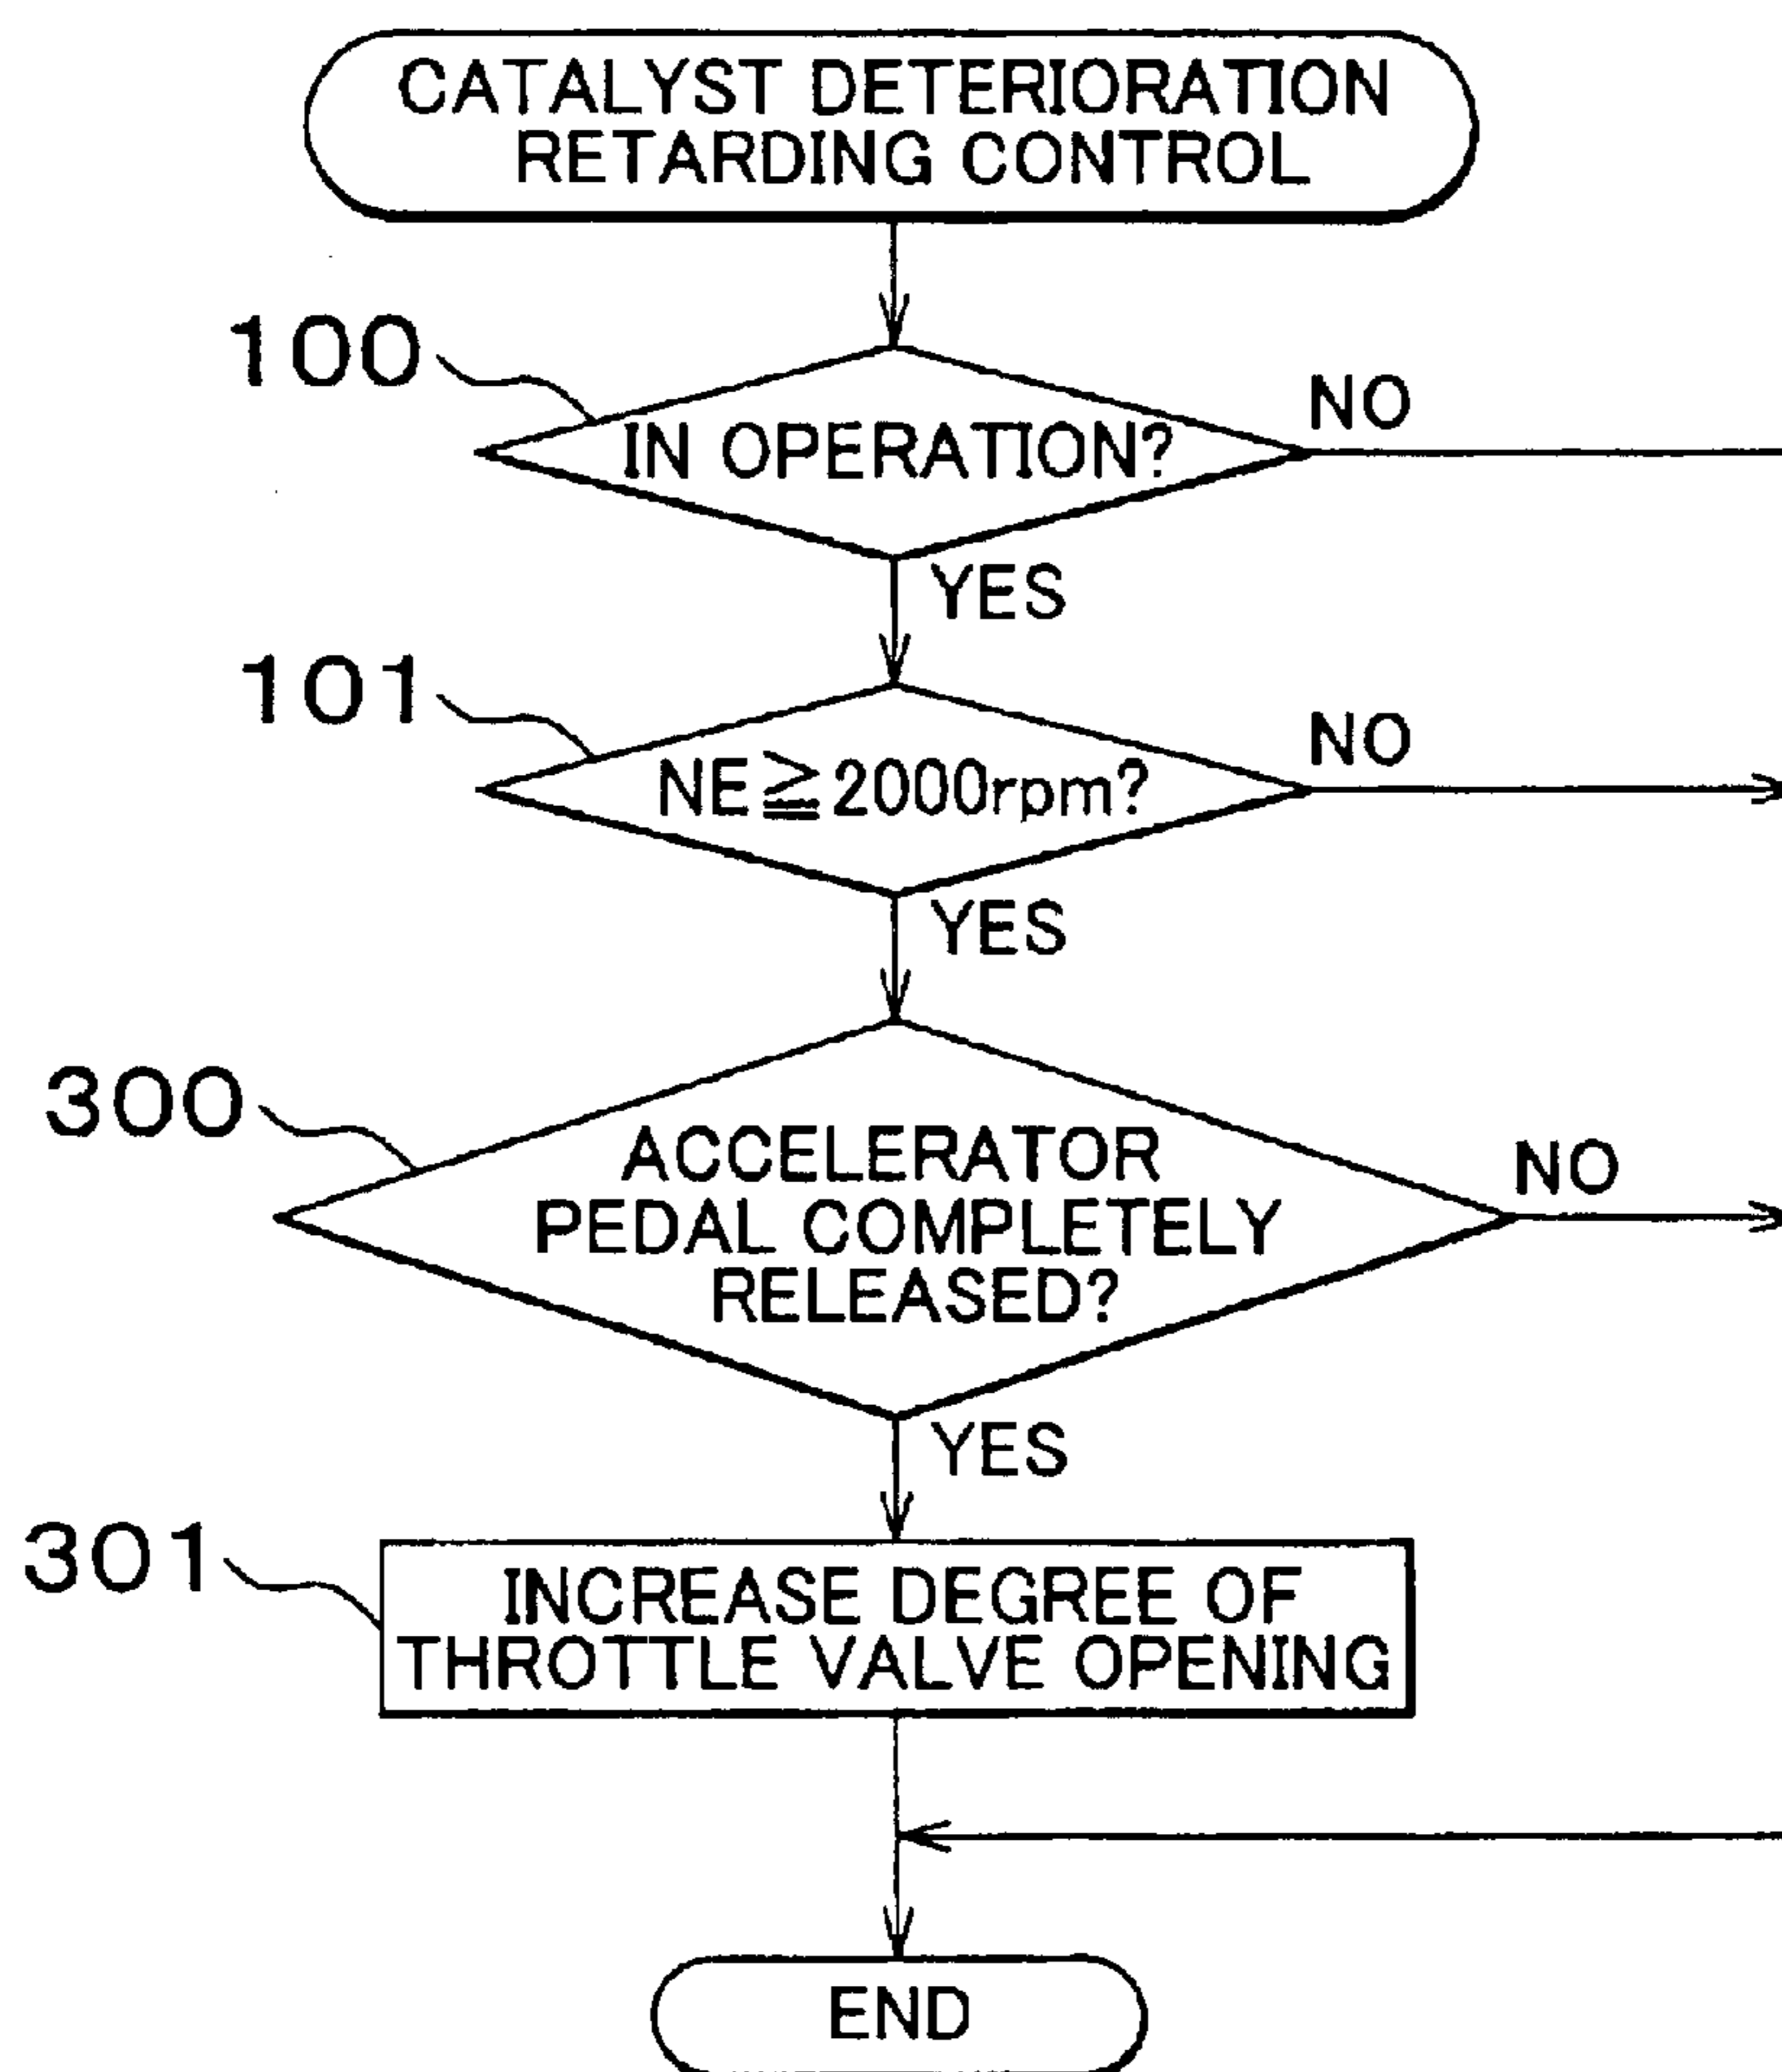 CATALYST DETERIORATION
RETARDING CONTROL
100
IN OPERATION?
NO
YES
101
NE≧2000rpm?
NO
YES
300
ACCELERATOR
PEDAL COMPLETELY
RELEASED?
NO
YES
301
INCREASE DEGREE OF
THROTTLE VALVE OPENING
END